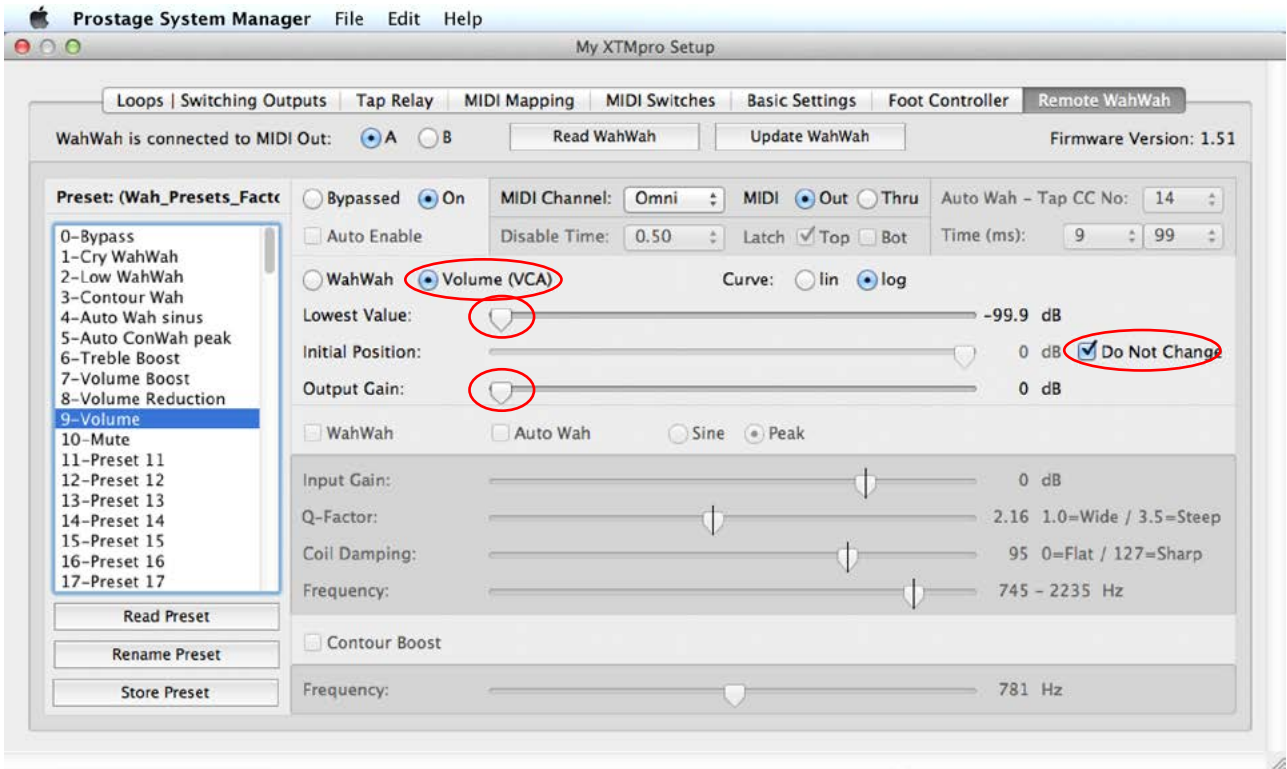 Prostage System Manager File Edit Help
My XTMpro Setup
Loops | Switching Outputs Tap Relay MIDI Mapping MIDI Switches Basic Settings Foot Controller Remote WahWah
WahWah is connected to MIDI Out: A B Read WahWah Update WahWah Firmware Version: 1.51
Preset: (Wah_Presets_Facto
0-Bypass
1-Cry WahWah
2-Low WahWah
3-Contour Wah
4-Auto Wah sinus
5-Auto ConWah peak
6-Treble Boost
7-Volume Boost
8-Volume Reduction
9-Volume
10-Mute
11-Preset 11
12-Preset 12
13-Preset 13
14-Preset 14
15-Preset 15
16-Preset 16
17-Preset 17
Read Preset
Rename Preset
Store Preset
Bypassed On MIDI Channel: Omni MIDI Out Thru Auto Wah - Tap CC No: 14
Auto Enable Disable Time: 0.50 Latch Top Bot Time (ms): 9 99
WahWah Volume (VCA) Curve: lin log
Lowest Value: -99.9 dB
Initial Position: 0 dB Do Not Change
Output Gain: 0 dB
WahWah Auto Wah Sine Peak
Input Gain: 0 dB
Q-Factor: 2.16 1.0=Wide / 3.5=Steep
Coil Damping: 95 0=Flat / 127=Sharp
Frequency: 745 - 2235 Hz
Contour Boost
Frequency: 781 Hz